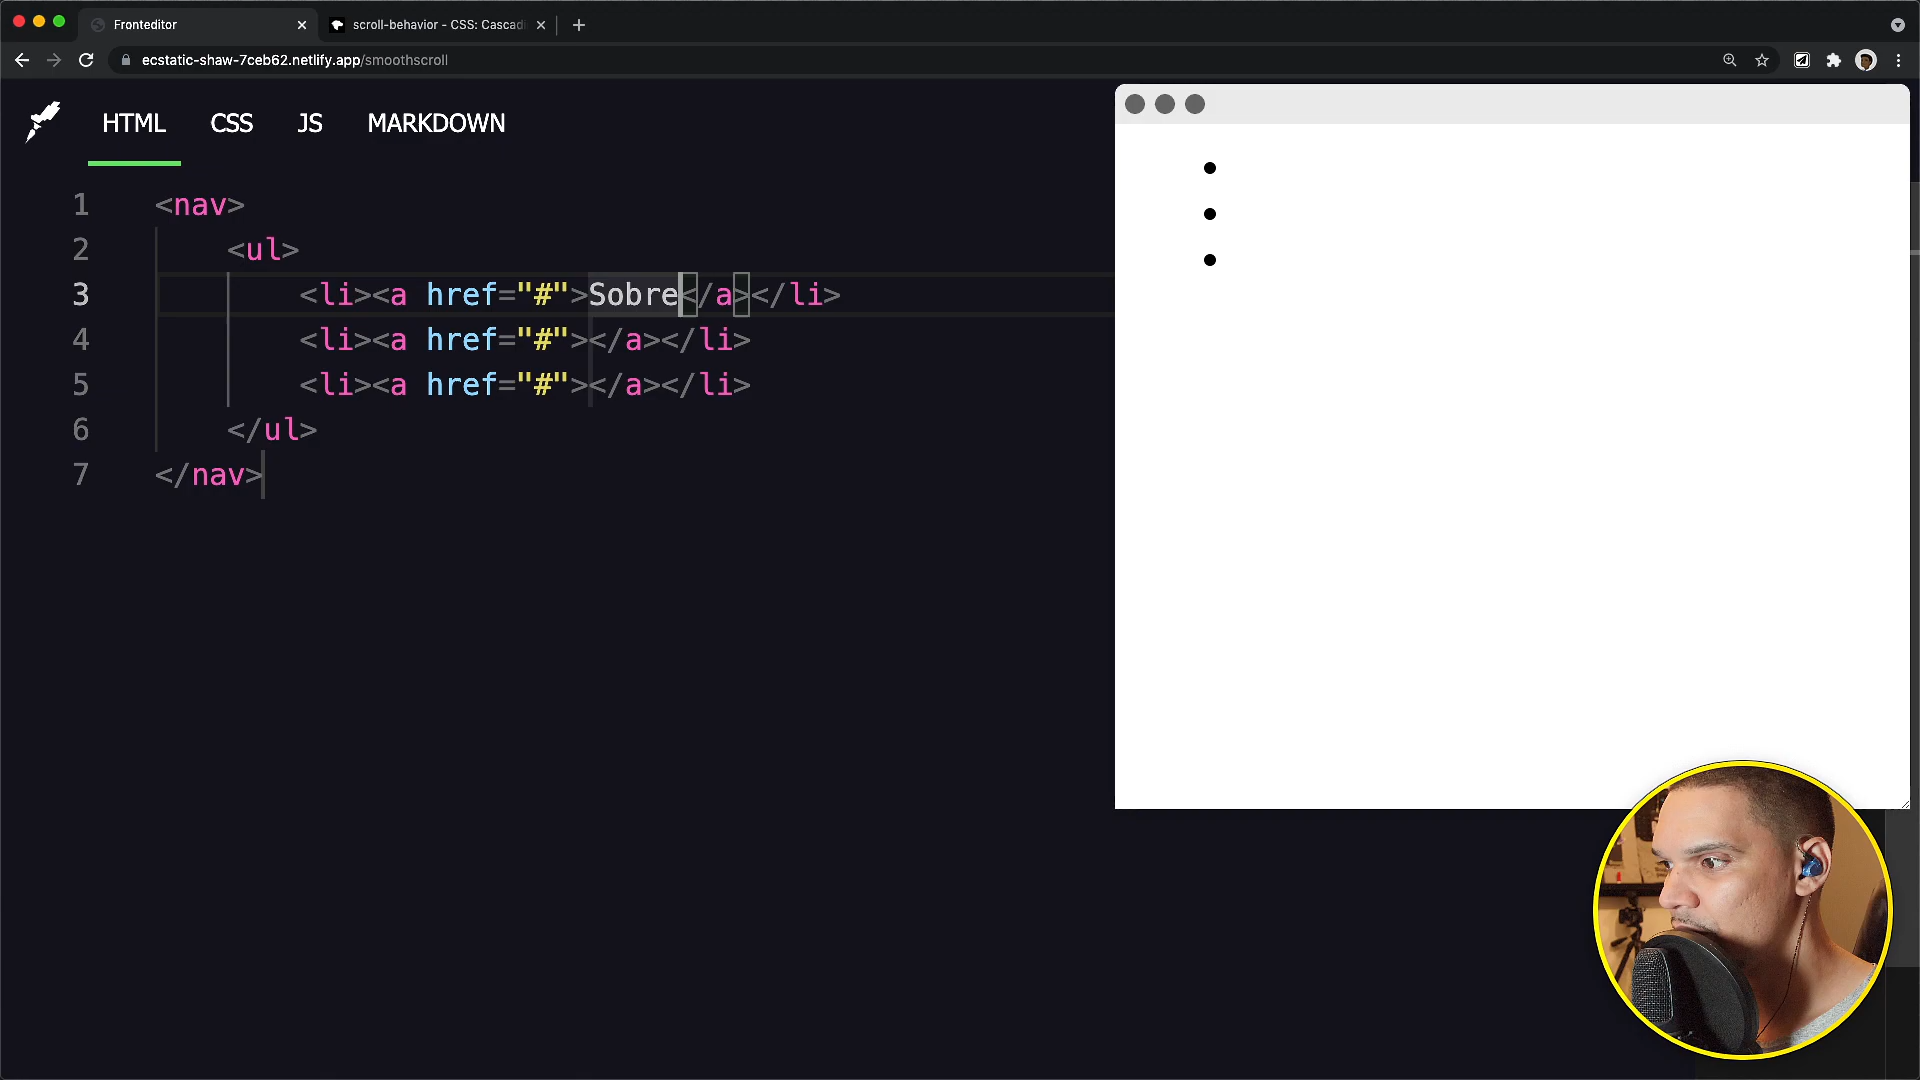 Fronteditor
scroll-behavior - CSS: Cascadi
ecstatic-shaw-7ceb62.netlify.app/smoothscroll
HTML CSS JS MARKDOWN
1 <nav>
2 <ul>
3 <li><a href="#">Sobre</a></li>
4 <li><a href="#"></a></li>
5 <li><a href="#"></a></li>
6 </ul>
7 </nav>